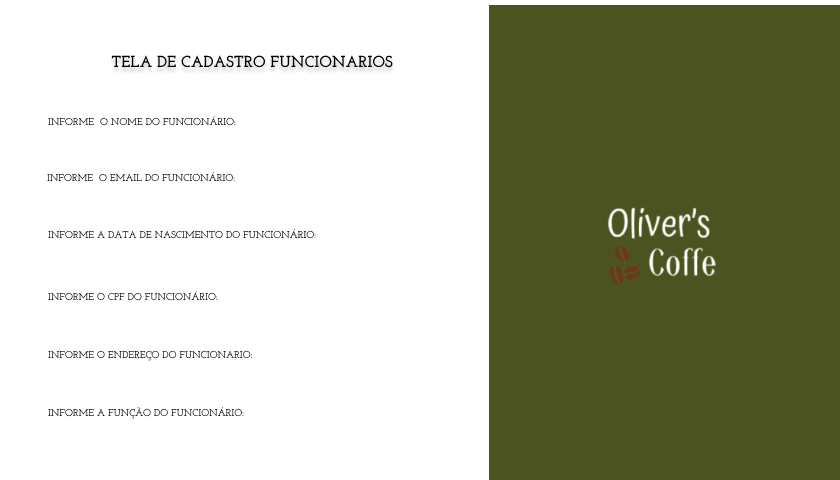 TELA DE CADASTRO FUNCIONARIOS
INFORME O NOME DO FUNCIONÁRIO:
INFORME O EMAIL DO FUNCIONÁRIO:
INFORME A DATA DE NASCIMENTO DO FUNCIONÁRIO:
INFORME O CPF DO FUNCIONÁRIO:
INFORME O ENDEREÇO DO FUNCIONARIO:
INFORME A FUNÇÃO DO FUNCIONÁRIO:
Oliver's
Coffe